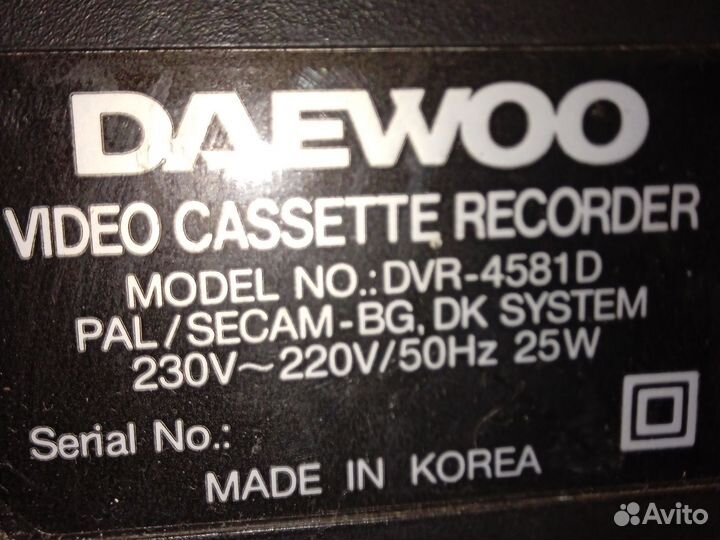 DAEWOO
VIDEO CASSETTE RECORDER
MODEL NO.:DVR-4581D
PAL/SECAM-BG, DK SYSTEM
230V~220V/50Hz 25W
Serial No.:
MADE IN KOREA
Avito